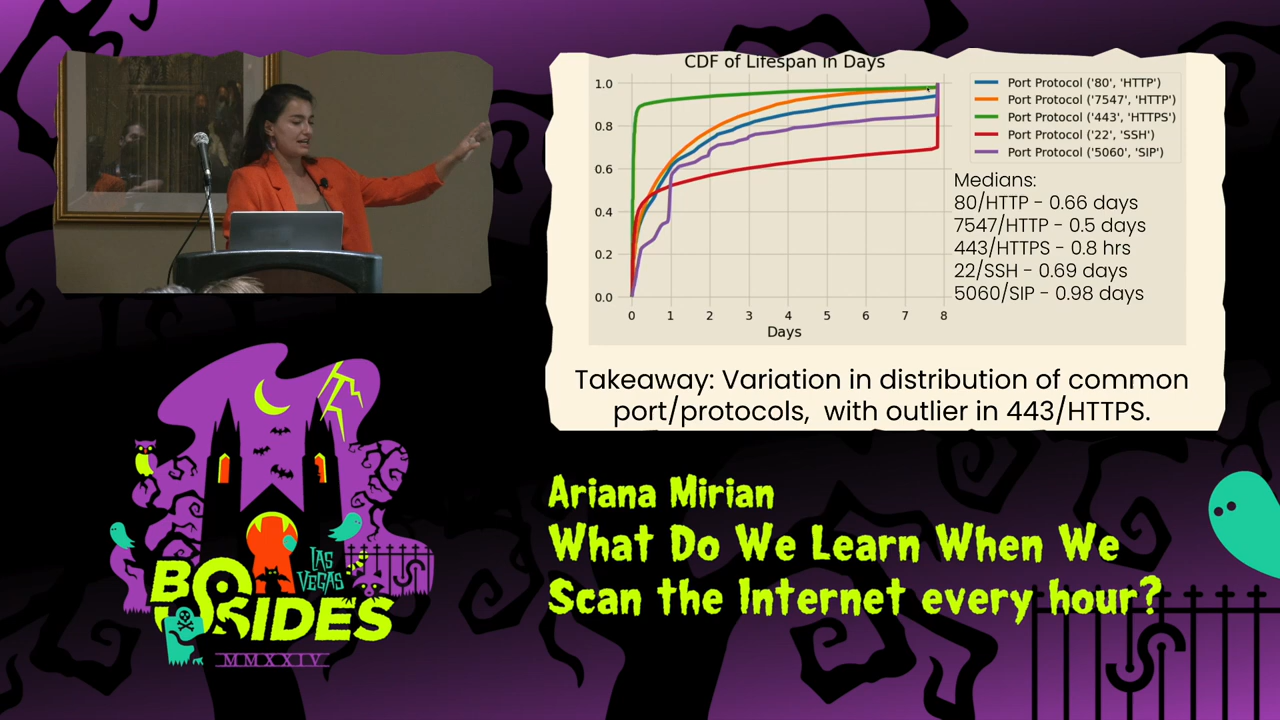 CDF of Lifespan in Days
1.0
0.8
0.6
0.4
0.2
0.0
0 1 2 3 4 5 6 7 8
Days
Port Protocol ('80', 'HTTP')
Port Protocol ('7547', 'HTTP')
Port Protocol ('443', 'HTTPS')
Port Protocol ('22', 'SSH')
Port Protocol ('5060', 'SIP')
Medians:
80/HTTP - 0.66 days
7547/HTTP - 0.5 days
443/HTTPS - 0.8 hrs
22/SSH - 0.69 days
5060/SIP - 0.98 days
Takeaway: Variation in distribution of common
port/protocols, with outlier in 443/HTTPS.
LAS
VEGAS
BSIDES
MMXXIV
Ariana Mirian
What Do We Learn When We
Scan the Internet every hour?